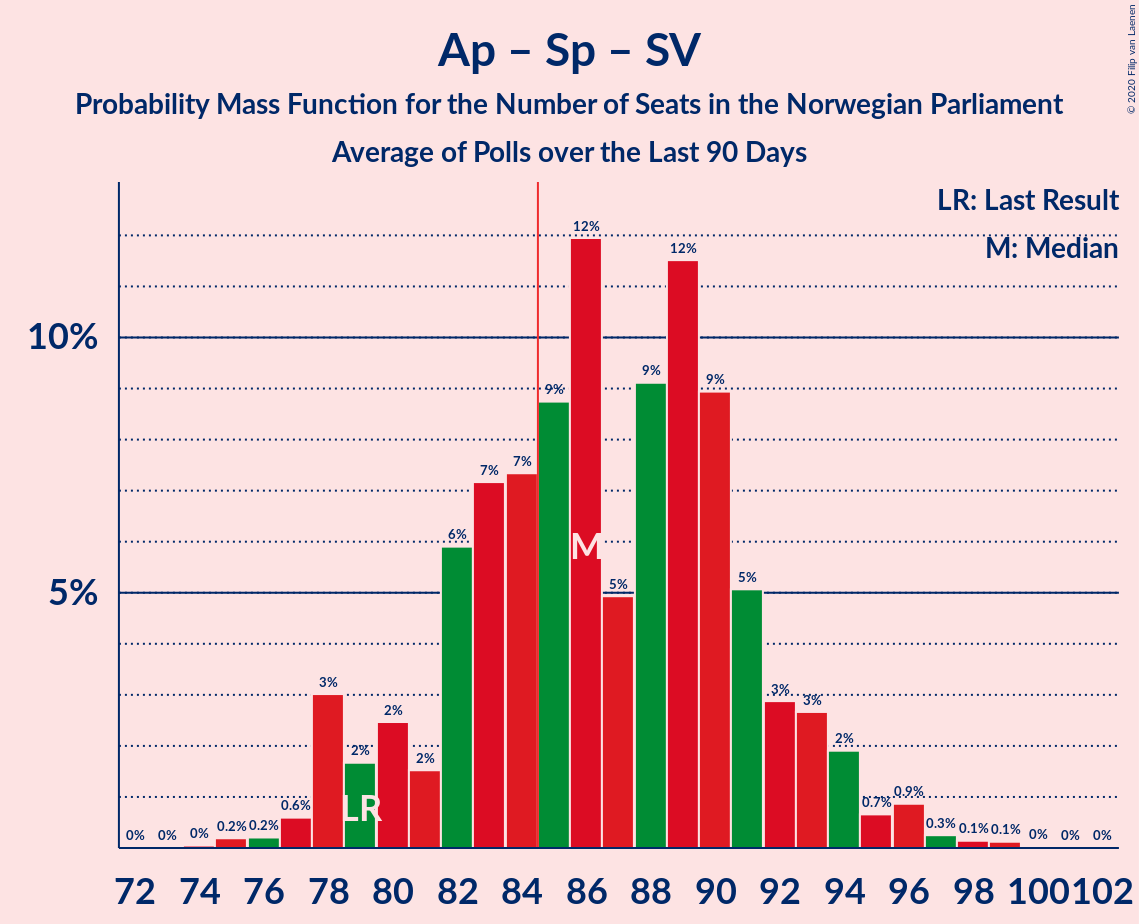 Ap – Sp – SV
Probability Mass Function for the Number of Seats in the Norwegian Parliament
Average of Polls over the Last 90 Days
© 2020 Filip van Laenen
LR: Last Result
M: Median
10%
5%
0% 0% 0% 0.2% 0.2% 0.6% 3% 2% 2% 2% 6% 7% 7% 9% 12% 5% 9% 12% 9% 5% 3% 3% 2% 0.7% 0.9% 0.3% 0.1% 0.1% 0% 0% 0%
LR
M
72 74 76 78 80 82 84 86 88 90 92 94 96 98 100 102